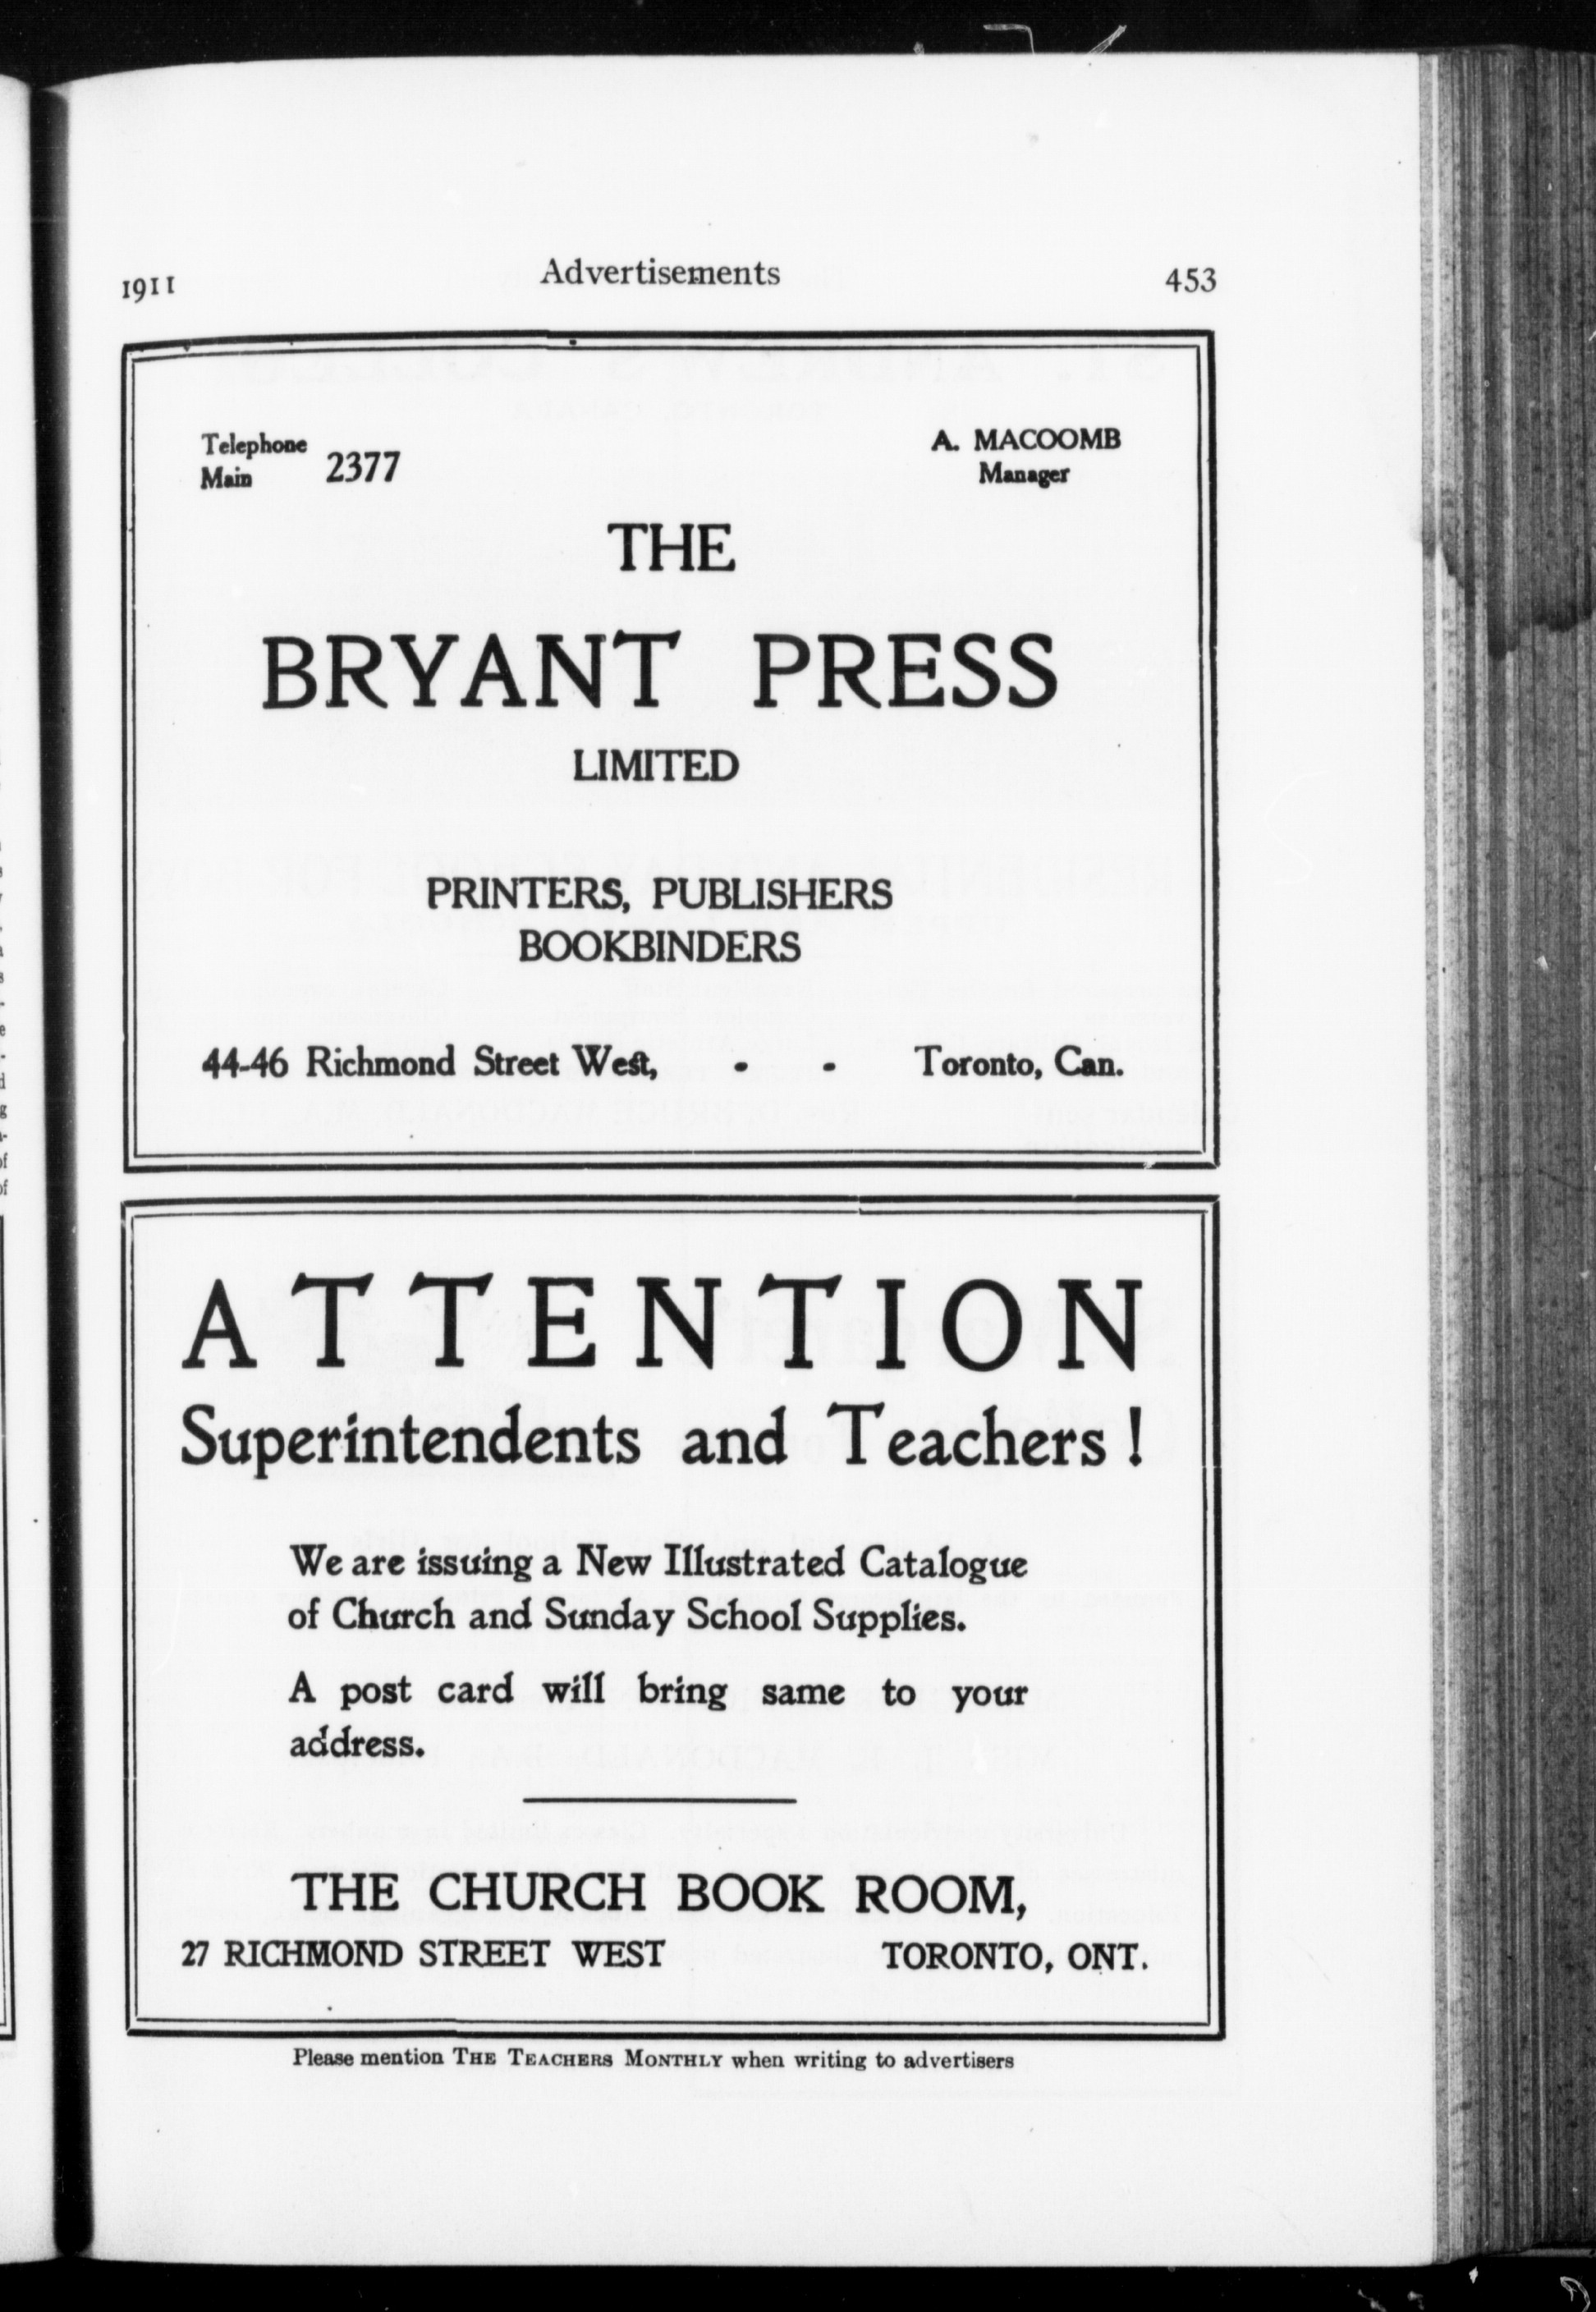 1911 Advertisements 453
Telephone Main 2377
A. MACOOMB
Manager
THE
BRYANT PRESS
LIMITED
PRINTERS, PUBLISHERS
BOOKBINDERS
44-46 Richmond Street West, - - Toronto, Can.
ATTENTION
Superintendents and Teachers !
We are issuing a New Illustrated Catalogue
of Church and Sunday School Supplies.
A post card will bring same to your
address.
THE CHURCH BOOK ROOM,
27 RICHMOND STREET WEST TORONTO, ONT.
Please mention THE TEACHERS MONTHLY when writing to advertisers